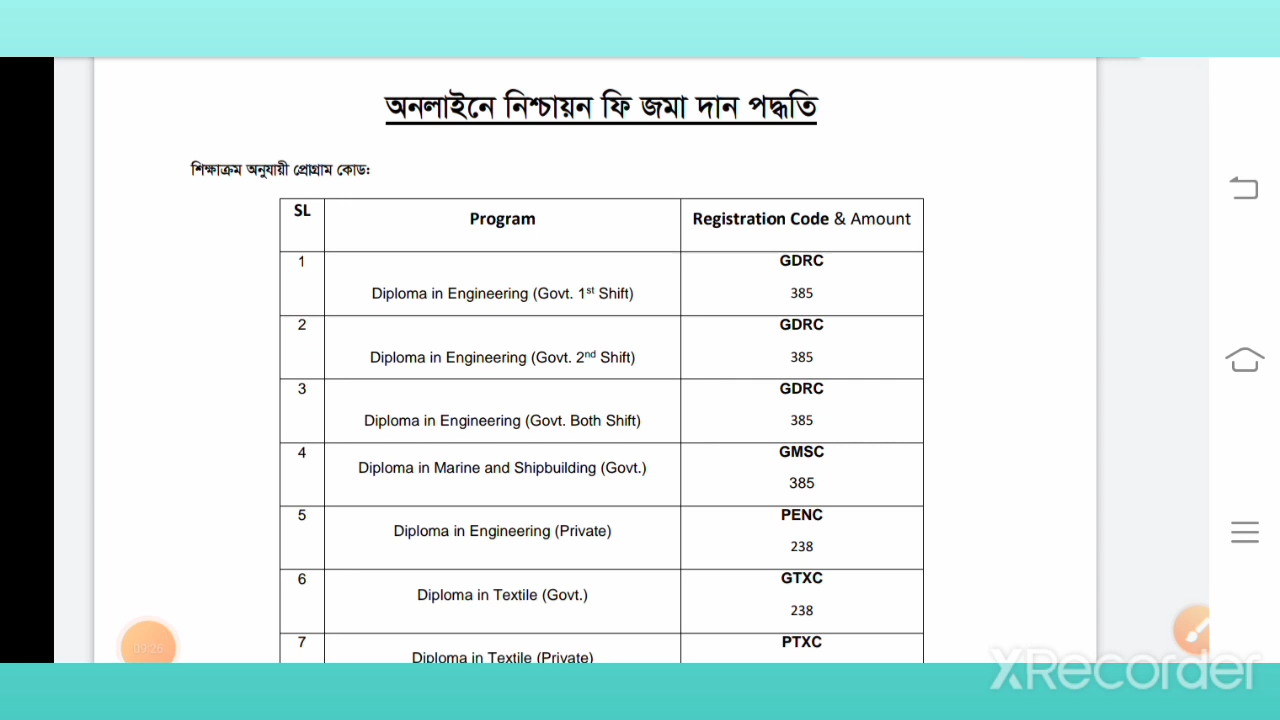 অনলাইনে নিশ্চায়ন ফি জমা দান পদ্ধতি
শিক্ষাক্রম অনুযায়ী প্রোগ্রাম কোড:
SL Program Registration Code & Amount
1 GDRC
Diploma in Engineering (Govt. 1st Shift) 385
2 GDRC
Diploma in Engineering (Govt. 2nd Shift) 385
3 GDRC
Diploma in Engineering (Govt. Both Shift) 385
4 GMSC
Diploma in Marine and Shipbuilding (Govt.)
385
5 PENC
Diploma in Engineering (Private)
238
6 GTXC
Diploma in Textile (Govt.)
238
7 PTXC
Diploma in Textile (Private)
09:26
XRecorder